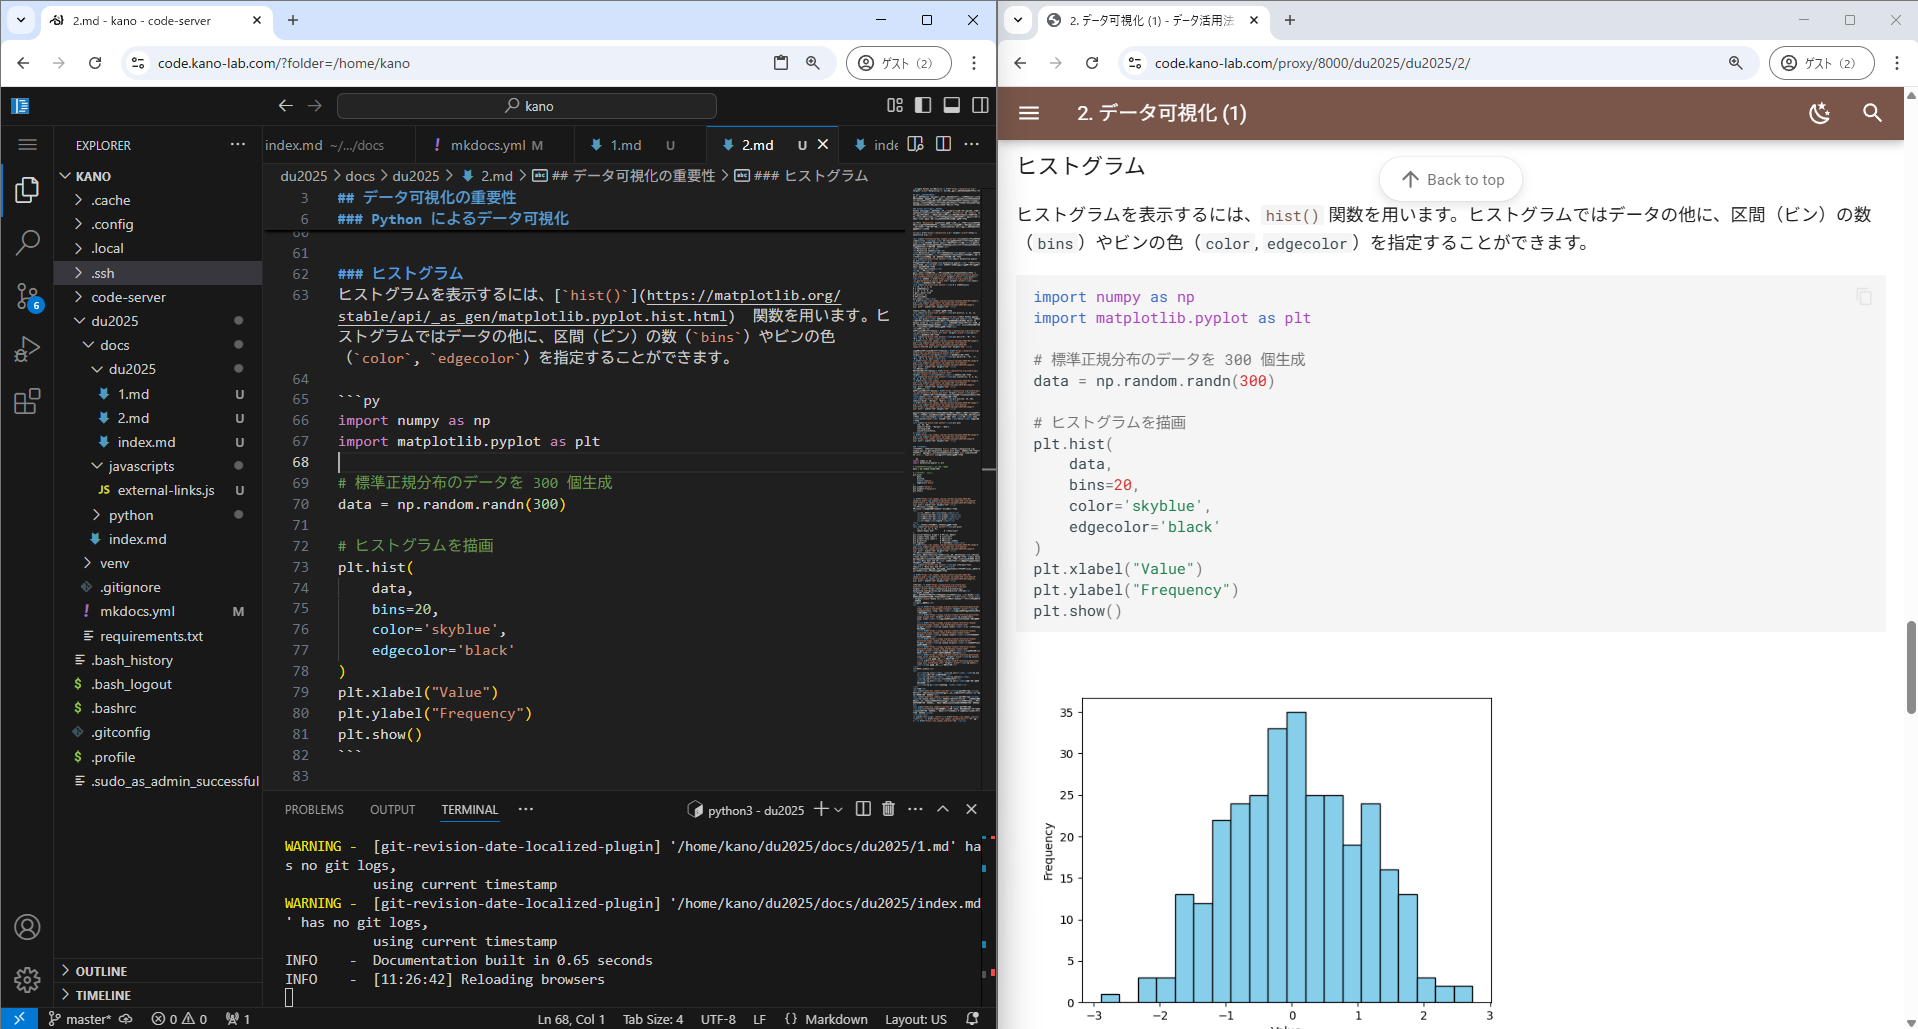 2.md - kano - code-server
code.kano-lab.com/?folder=/home/kano
ゲスト (2)
kano
EXPLORER
KANO
.cache
.config
.local
.ssh
code-server
du2025
docs
du2025
1.md U
2.md U
index.md U
javascripts
JS external-links.js U
python
index.md
venv
.gitignore
! mkdocs.yml M
requirements.txt
.bash_history
$ .bash_logout
$ .bashrc
.gitconfig
$ .profile
.sudo_as_admin_successful
OUTLINE
TIMELINE
6
index.md ~/.../docs
! mkdocs.yml M
1.md U
2.md U
inde
du2025 > docs > du2025 > 2.md > ## データ可視化の重要性 > ### ヒストグラム
3 ## データ可視化の重要性
6 ### Python によるデータ可視化
60
61
62 ### ヒストグラム
63 ヒストグラムを表示するには、[`hist()`](https://matplotlib.org/
stable/api/_as_gen/matplotlib.pyplot.hist.html) 関数を用います。ヒ
ストグラムではデータの他に、区間（ビン）の数（`bins`）やビンの色
（`color`, `edgecolor`）を指定することができます。
64
65 ```py
66 import numpy as np
67 import matplotlib.pyplot as plt
68
69 # 標準正規分布のデータを 300 個生成
70 data = np.random.randn(300)
71
72 # ヒストグラムを描画
73 plt.hist(
74 data,
75 bins=20,
76 color='skyblue',
77 edgecolor='black'
78 )
79 plt.xlabel("Value")
80 plt.ylabel("Frequency")
81 plt.show()
82 ```
83
PROBLEMS OUTPUT TERMINAL
python3 - du2025
WARNING - [git-revision-date-localized-plugin] '/home/kano/du2025/docs/du2025/1.md' ha
s no git logs,
using current timestamp
WARNING - [git-revision-date-localized-plugin] '/home/kano/du2025/docs/du2025/index.md
' has no git logs,
using current timestamp
INFO - Documentation built in 0.65 seconds
INFO - [11:26:42] Reloading browsers
master* 0 0 1 Ln 68, Col 1 Tab Size: 4 UTF-8 LF {} Markdown Layout: US
2. データ可視化 (1) - データ活用法
code.kano-lab.com/proxy/8000/du2025/du2025/2/
ゲスト (2)
2. データ可視化 (1)
Back to top
ヒストグラム
ヒストグラムを表示するには、 hist() 関数を用います。ヒストグラムではデータの他に、区間（ビン）の数
（ bins ）やビンの色（ color , edgecolor ）を指定することができます。
import numpy as np
import matplotlib.pyplot as plt
# 標準正規分布のデータを 300 個生成
data = np.random.randn(300)
# ヒストグラムを描画
plt.hist(
data,
bins=20,
color='skyblue',
edgecolor='black'
)
plt.xlabel("Value")
plt.ylabel("Frequency")
plt.show()
35
30
25
20
15
10
5
0
Frequency
−3 −2 −1 0 1 2 3